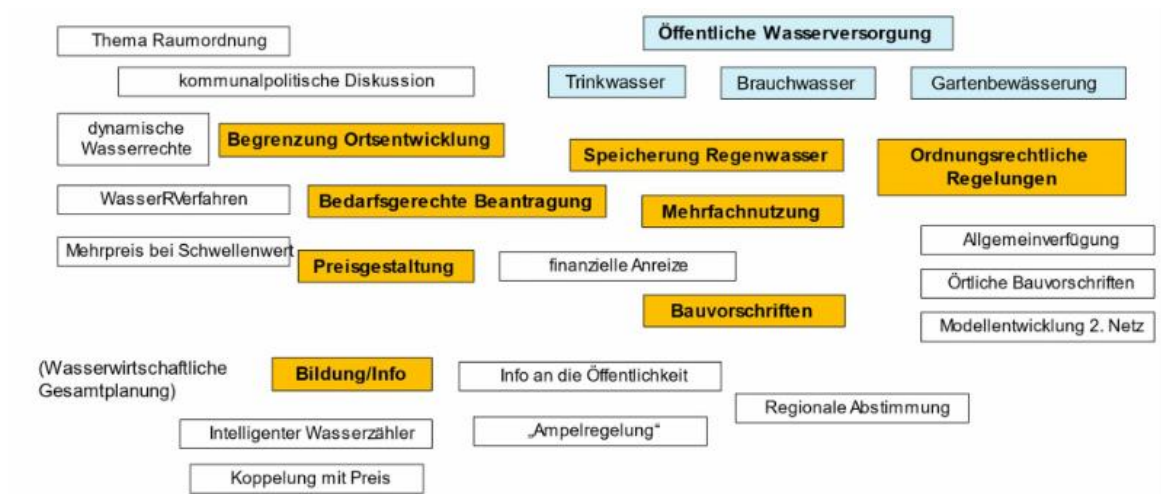 Thema Raumordnung
Öffentliche Wasserversorgung
kommunalpolitische Diskussion
Trinkwasser
Brauchwasser
Gartenbewässerung
dynamische
Wasserrechte
Begrenzung Ortsentwicklung
Speicherung Regenwasser
Ordnungsrechtliche
Regelungen
WasserRVerfahren
Bedarfsgerechte Beantragung
Mehrfachnutzung
Mehrpreis bei Schwellenwert
Preisgestaltung
finanzielle Anreize
Allgemeinverfügung
Örtliche Bauvorschriften
Bauvorschriften
Modellentwicklung 2. Netz
(Wasserwirtschaftliche
Gesamtplanung)
Bildung/Info
Info an die Öffentlichkeit
Regionale Abstimmung
Intelligenter Wasserzähler
„Ampelregelung“
Koppelung mit Preis